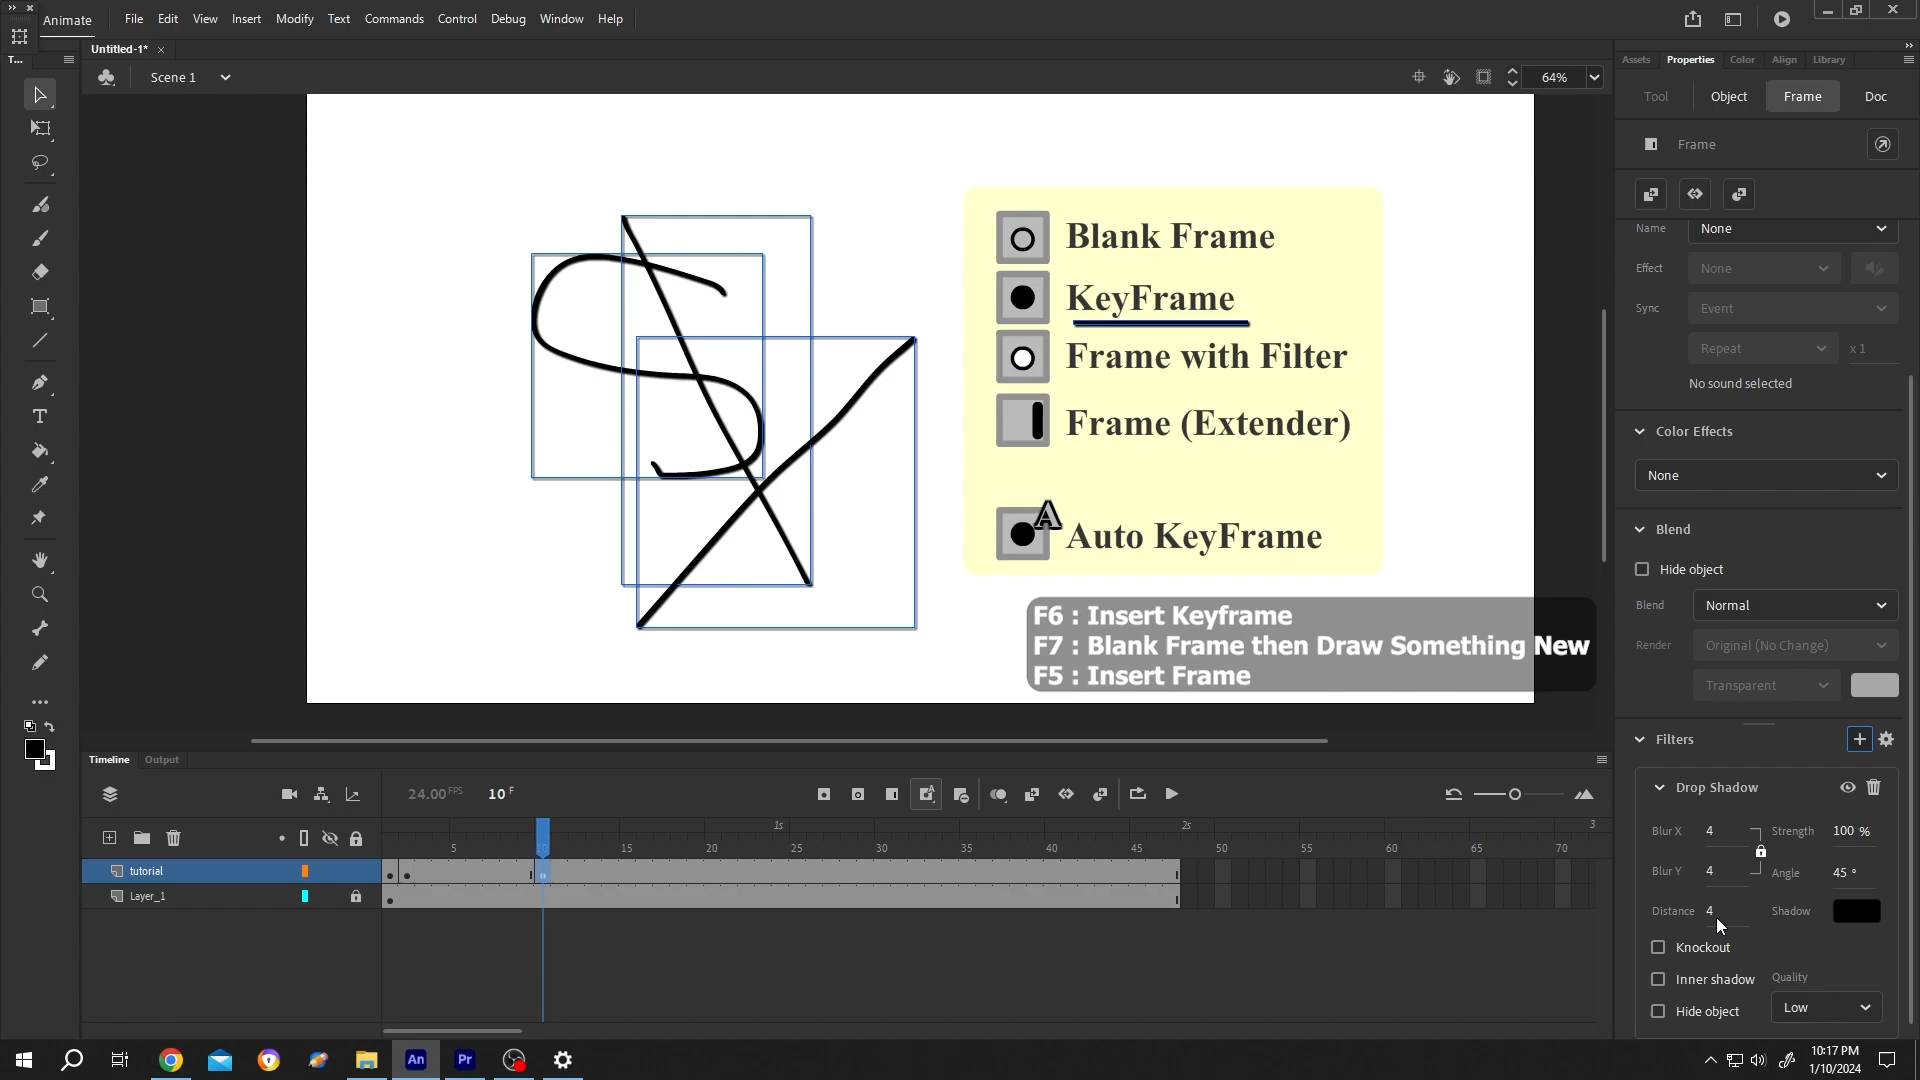 Animate
File Edit View Insert Modify Text Commands Control Debug Window Help
T...
Untitled-1*
Scene 1
64%
Assets Properties Color Align Library
Tool Object Frame Doc
Frame
Name None
Effect None
Sync Event
Repeat x 1
No sound selected
Color Effects
None
Blend
Hide object
Blend Normal
Render Original (No Change)
Transparent
Filters
Drop Shadow
Blur X 4 Strength 100 %
Blur Y 4 Angle 45 °
Distance 4 Shadow
Knockout
Inner shadow Quality
Hide object Low
Blank Frame
KeyFrame
Frame with Filter
Frame (Extender)
A
Auto KeyFrame
F6 : Insert Keyframe
F7 : Blank Frame then Draw Something New
F5 : Insert Frame
S
Timeline Output
24.00 FPS 10 F
1s 2s 3
5 10 15 20 25 30 35 40 45 50 55 60 65 70
tutorial
Layer_1
An Pr
10:17 PM
1/10/2024